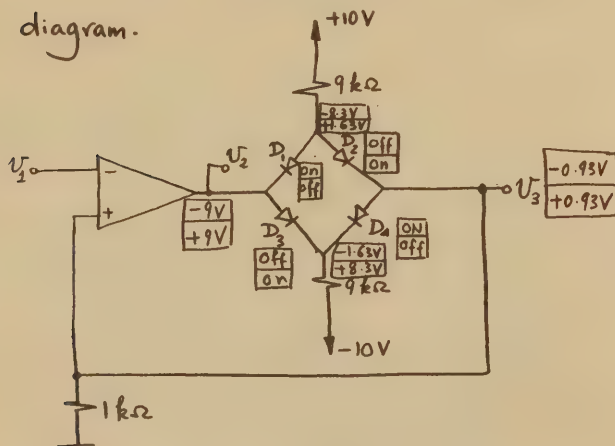 diagram.
+10V
9kΩ
-8.3V
+1.63V
D1
on
off
D2
off
on
v1
-
+
v2
-9V
+9V
D3
off
on
D4
ON
off
v3
-0.93V
+0.93V
-1.63V
+8.3V
9kΩ
-10V
1kΩ